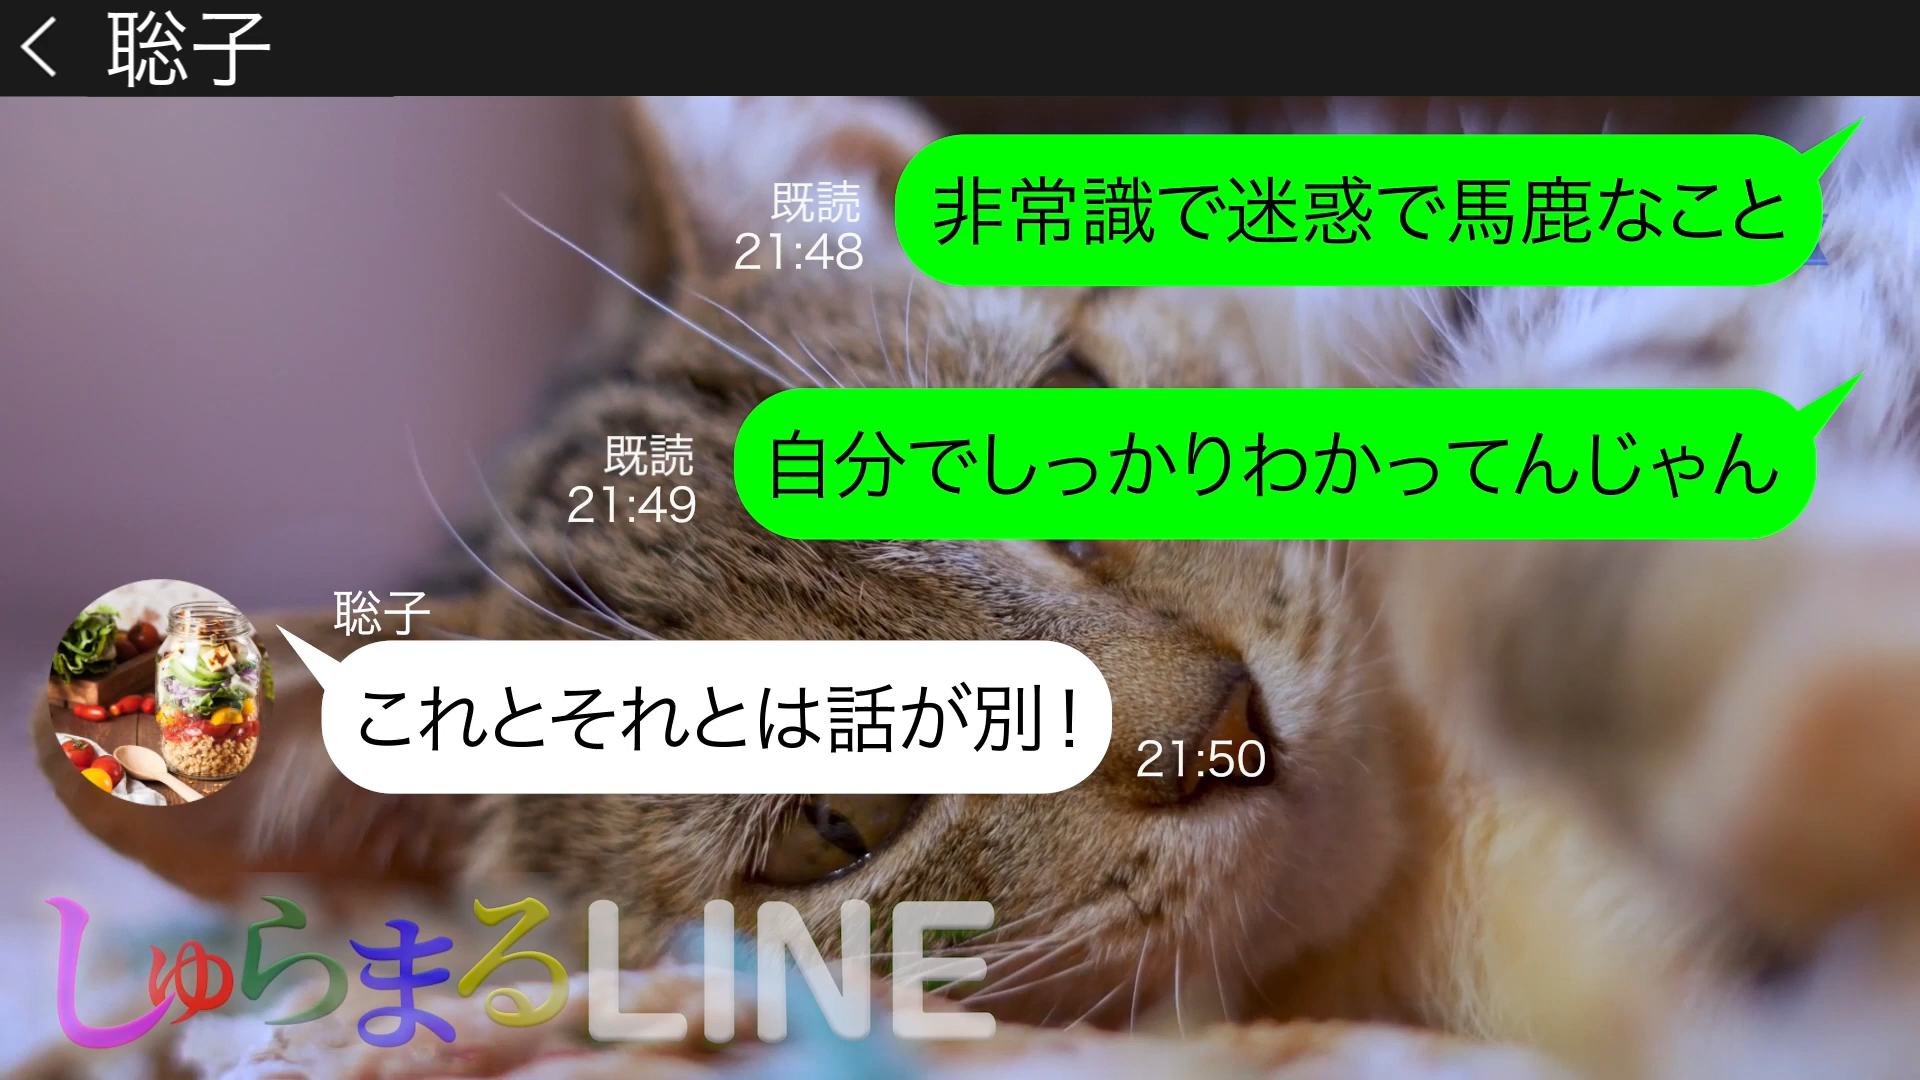 聡子
非常識で迷惑で馬鹿なこと
既読
21:48
自分でしっかりわかってんじゃん
既読
21:49
聡子
これとそれとは話が別！
21:50
しゅらまるLINE